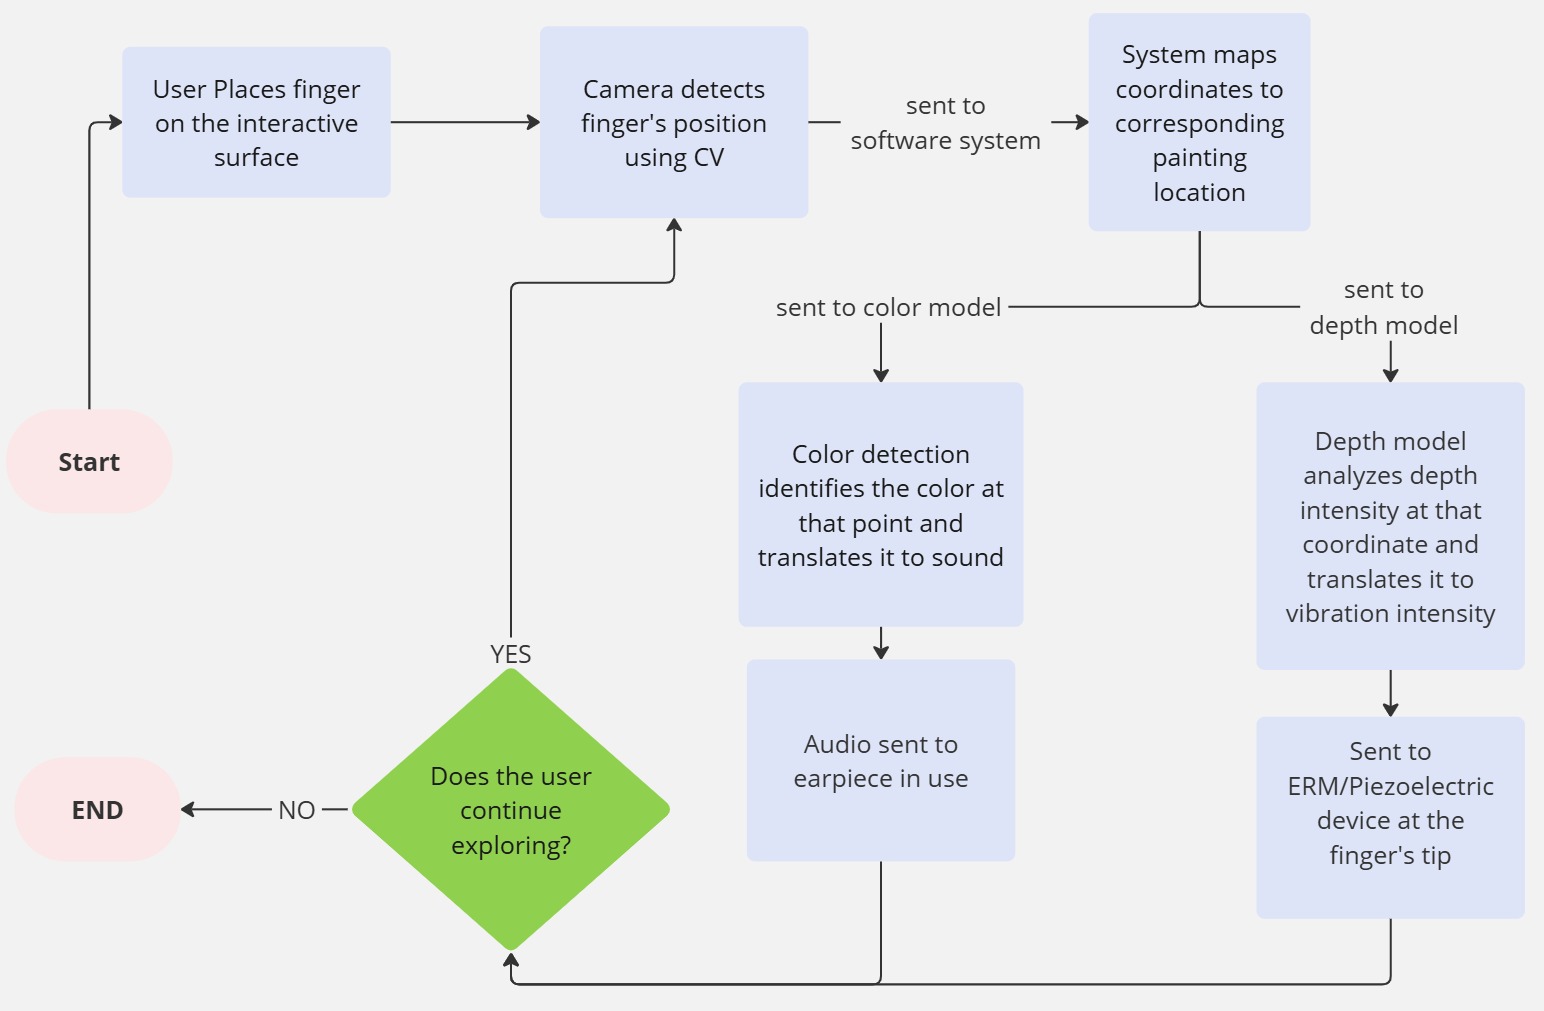 User Places finger
on the interactive
surface
Camera detects
finger's position
using CV
sent to
software system
System maps
coordinates to
corresponding
painting
location
sent to color model
sent to
depth model
Start
Color detection
identifies the color at
that point and
translates it to sound
Depth model
analyzes depth
intensity at that
coordinate and
translates it to
vibration intensity
YES
Does the user
continue
exploring?
NO
END
Audio sent to
earpiece in use
Sent to
ERM/Piezoelectric
device at the
finger's tip